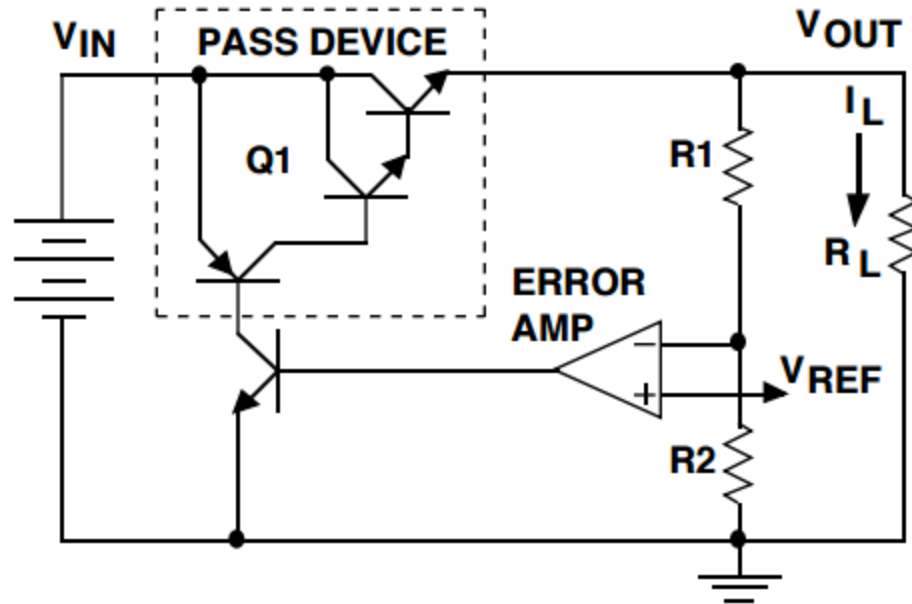 VIN
PASS DEVICE
VOUT
IL
Q1
R1
RL
ERROR
AMP
−
+
VREF
R2